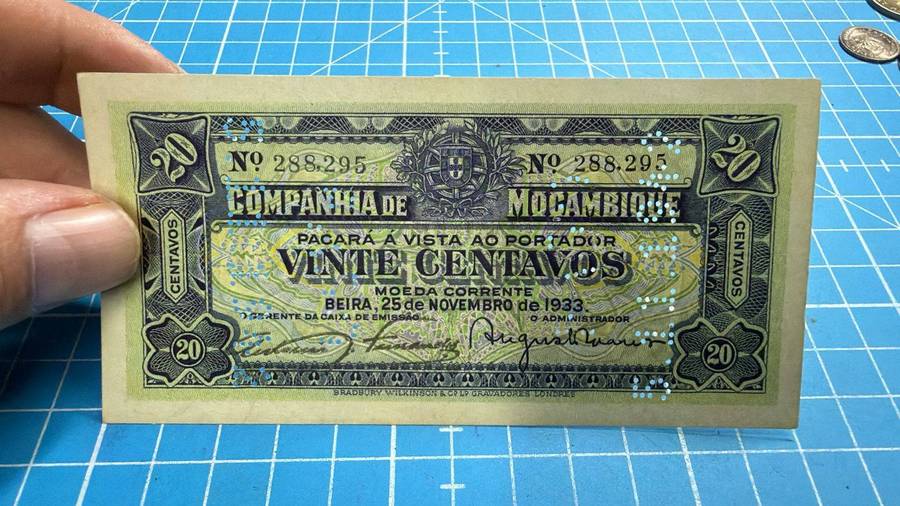 20 20
Nº 288,295 Nº 288,295
COMPANHIA DE MOÇAMBIQUE
PAGARÁ Á VISTA AO PORTADOR
VINTE CENTAVOS
CENTAVOS CENTAVOS
MOEDA CORRENTE
BEIRA, 25 de NOVEMBRO de 1933.
O GERENTE DA CAIXA DE EMISSÃO O ADMINISTRADOR
20 20
BRADBURY, WILKINSON & Cº Lº GRAVADORES LONDRES